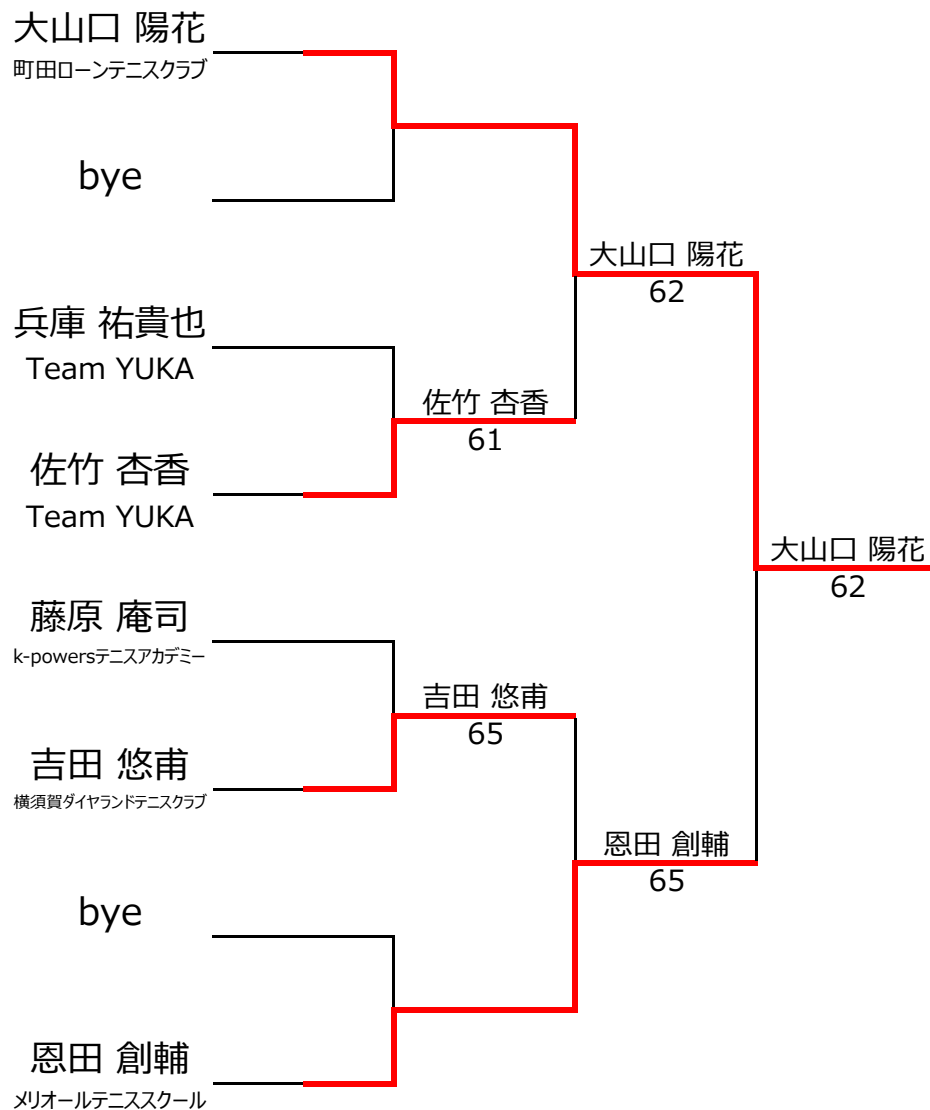 大山口 陽花
町田ローンテニスクラブ
bye
大山口 陽花
62
兵庫 祐貴也
Team YUKA
佐竹 杏香
61
佐竹 杏香
Team YUKA
大山口 陽花
62
藤原 庵司
k-powersテニスアカデミー
吉田 悠甫
65
吉田 悠甫
横須賀ダイヤランドテニスクラブ
恩田 創輔
65
bye
恩田 創輔
メリオールテニススクール